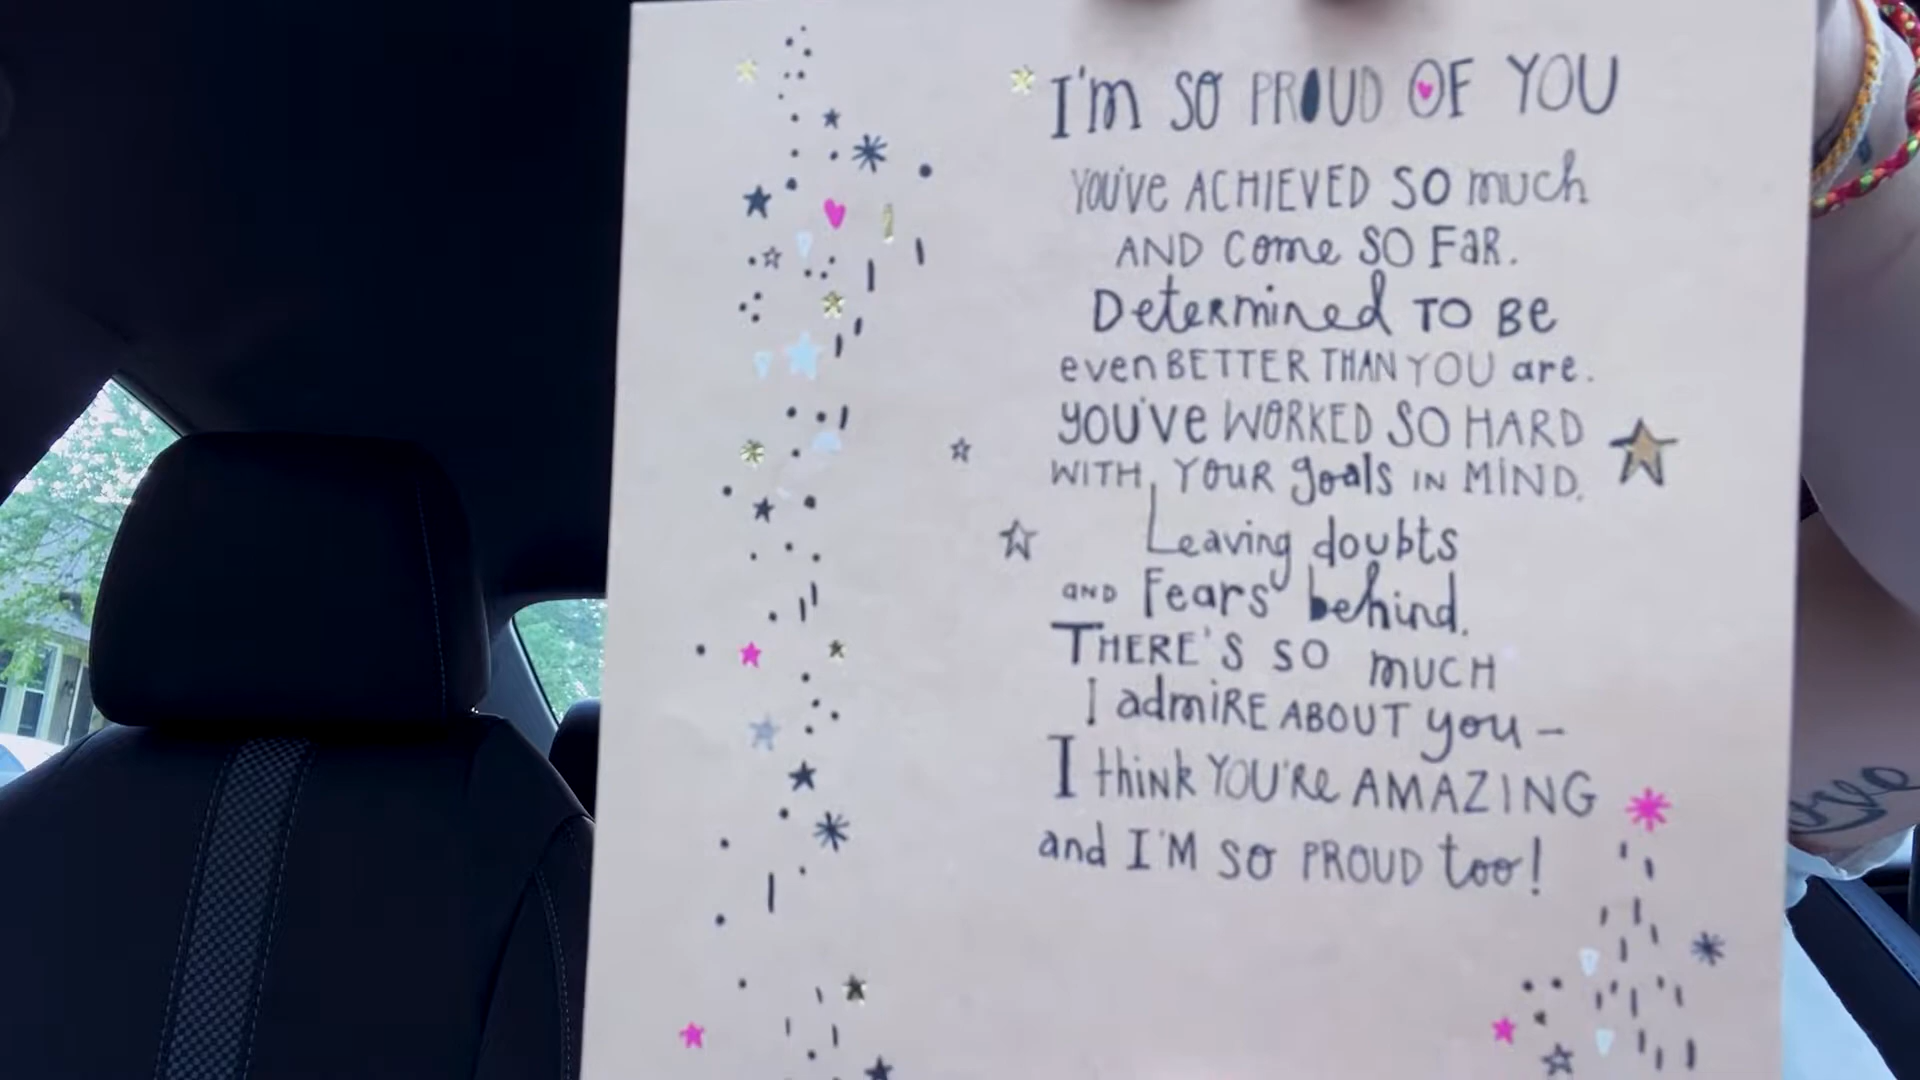 I'm SO PROUD OF YOU
YOU'VE ACHIEVED SO much
AND Come SO FAR.
Determined TO Be
even BETTER THAN YOU are.
YOU'VE WORKED SO HARD
WITH YOUR goals IN MIND.
Leaving doubts
AND Fears behind.
THERE'S SO mUCH
I admIRE ABOUT you –
I think YOU'Re AMAZING
and I'M SO PROUD too!